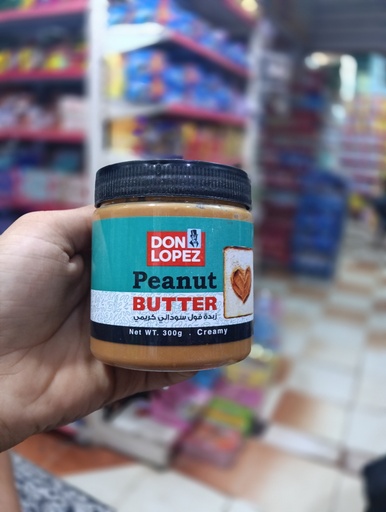 DON
LOPEZ
Peanut
BUTTER
زبدة فول سوداني كريمي
Net WT. 300g . Creamy